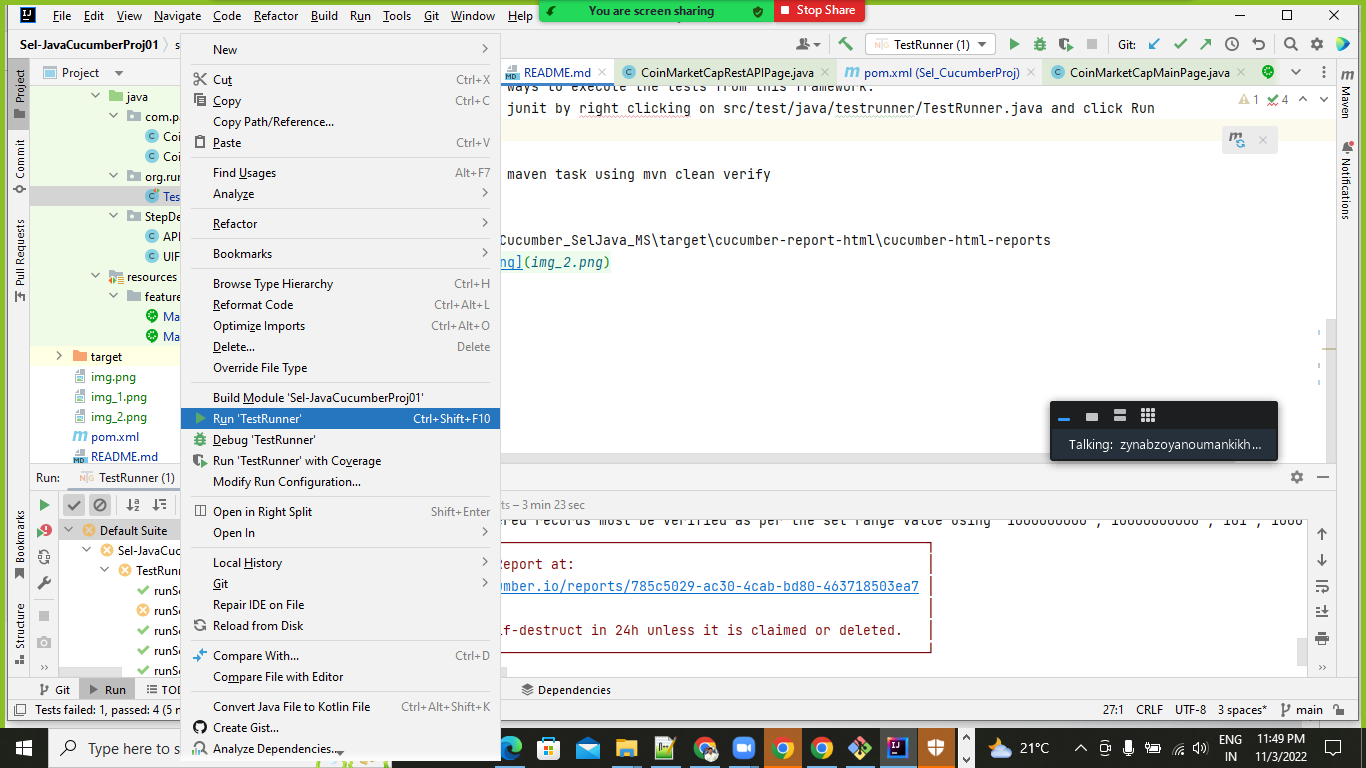 File Edit View Navigate Code Refactor Build Run Tools Git Window Help
You are screen sharing
Stop Share
Sel-JavaCucumberProj01
TestRunner (1)
Git:
Project
README.md
CoinMarketCapRestAPIPage.java
pom.xml (Sel_CucumberProj)
CoinMarketCapMainPage.java
Project
Commit
Pull Requests
Bookmarks
Structure
java
com.pa
Coi
Coi
org.run
Tes
StepDe
API
UIF
resources
feature
Ma
Ma
target
img.png
img_1.png
img_2.png
pom.xml
README.md
New
Cut Ctrl+X
Copy Ctrl+C
Copy Path/Reference...
Paste Ctrl+V
Find Usages Alt+F7
Analyze
Refactor
Bookmarks
Browse Type Hierarchy Ctrl+H
Reformat Code Ctrl+Alt+L
Optimize Imports Ctrl+Alt+O
Delete... Delete
Override File Type
Build Module 'Sel-JavaCucumberProj01'
Run 'TestRunner' Ctrl+Shift+F10
Debug 'TestRunner'
Run 'TestRunner' with Coverage
Modify Run Configuration...
Open in Right Split Shift+Enter
Open In
Local History
Git
Repair IDE on File
Reload from Disk
Compare With... Ctrl+D
Compare File with Editor
Convert Java File to Kotlin File Ctrl+Alt+Shift+K
Create Gist...
Analyze Dependencies...
ways to execute the tests from this framework.
junit by right clicking on src/test/java/testrunner/TestRunner.java and click Run
1 4
maven task using mvn clean verify
Cucumber_SelJava_MS\target\cucumber-report-html\cucumber-html-reports
ng](img_2.png)
Maven
Notifications
Talking: zynabzoyanoumankikh...
Run: TestRunner (1)
ts – 3 min 23 sec
Default Suite
Sel-JavaCuc
TestRunn
runSc
runSc
runSc
runSc
runSc
ered records must be verified as per the set range value using "1000000000","10000000000","101","1000
Report at:
umber.io/reports/785c5029-ac30-4cab-bd80-463718503ea7
lf-destruct in 24h unless it is claimed or deleted.
Git Run TOD Dependencies
Tests failed: 1, passed: 4 (5 m
27:1 CRLF UTF-8 3 spaces* main
Type here to s
21°C
ENG
IN
11:49 PM
11/3/2022